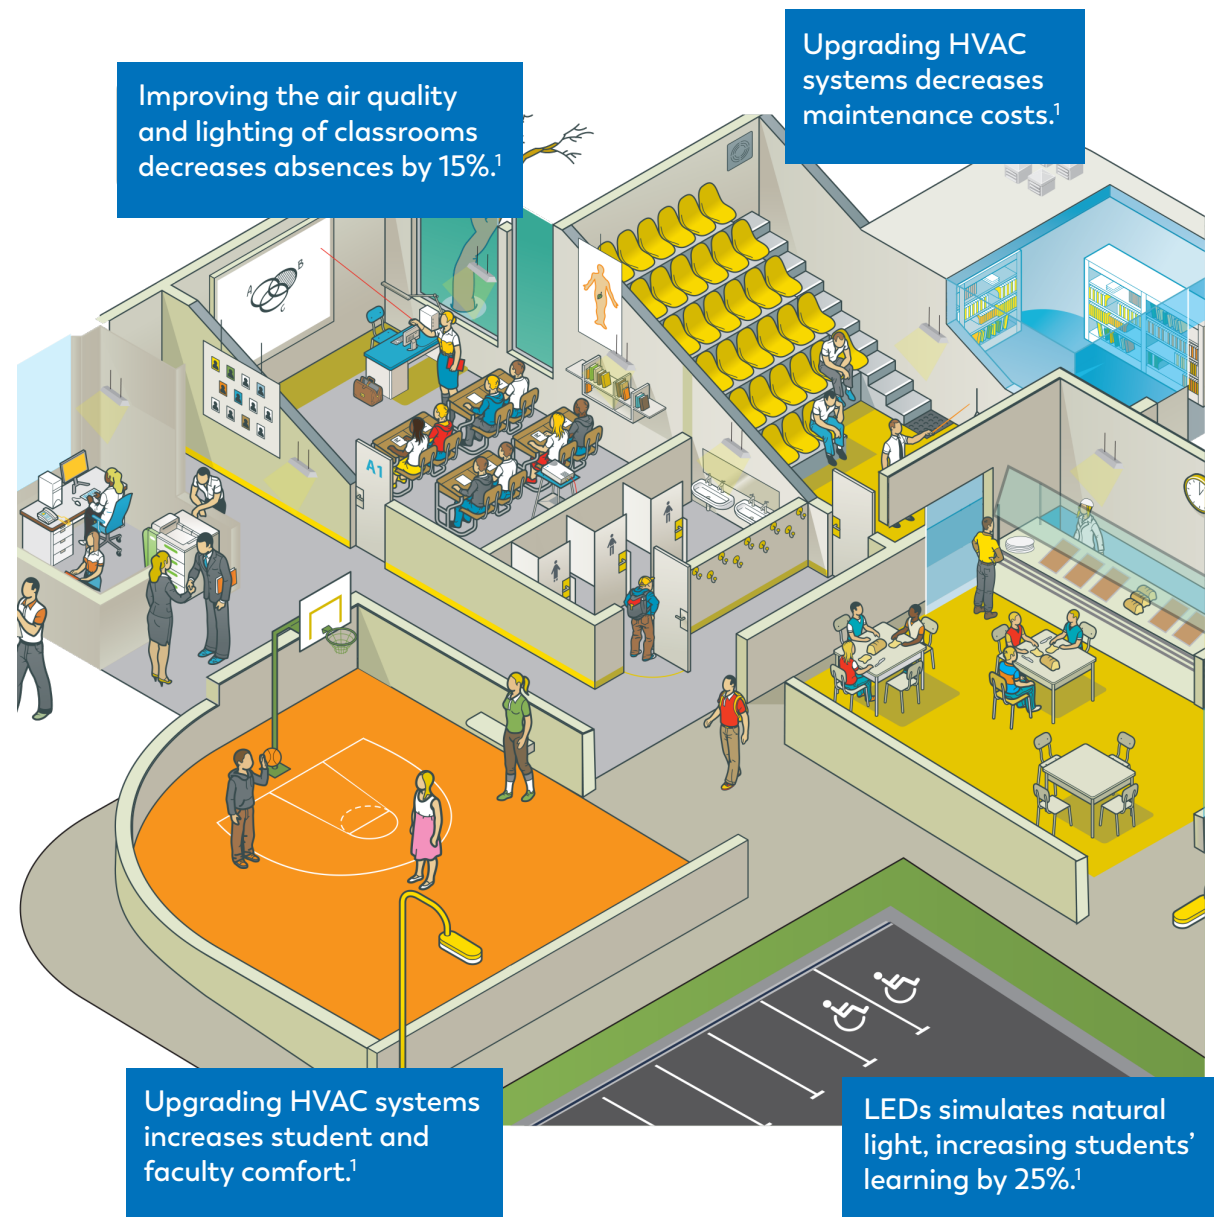 Upgrading HVAC
systems decreases
maintenance costs.¹
Improving the air quality
and lighting of classrooms
decreases absences by 15%.¹
A
B
C
A1
Upgrading HVAC systems
increases student and
faculty comfort.¹
LEDs simulates natural
light, increasing students’
learning by 25%.¹